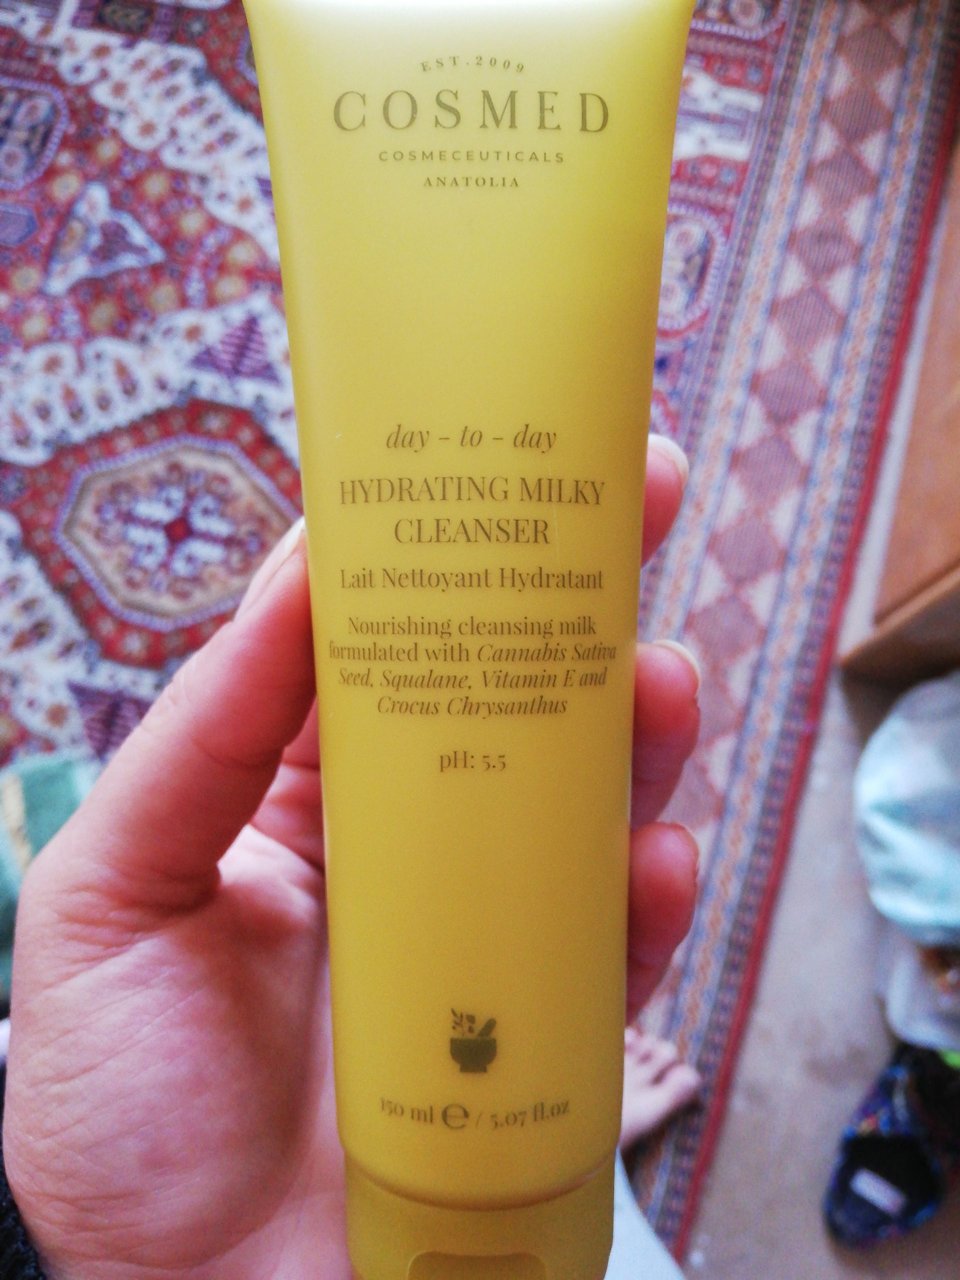 EST.2009
COSMED
COSMECEUTICALS
ANATOLIA
day - to - day
HYDRATING MILKY
CLEANSER
Lait Nettoyant Hydratant
Nourishing cleansing milk
formulated with Cannabis Sativa
Seed, Squalane, Vitamin E and
Crocus Chrysanthus
pH: 5.5
150 ml ℮ / 5.07 fl.oz